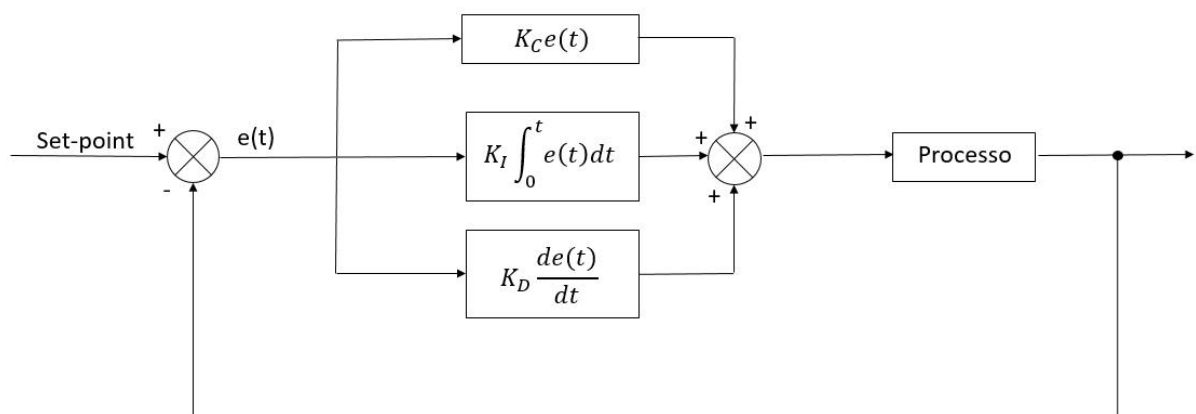 K_C e(t)
Set-point
+
-
e(t)
K_I ∫_0^t e(t)dt
+
+
+
Processo
K_D de(t)/dt